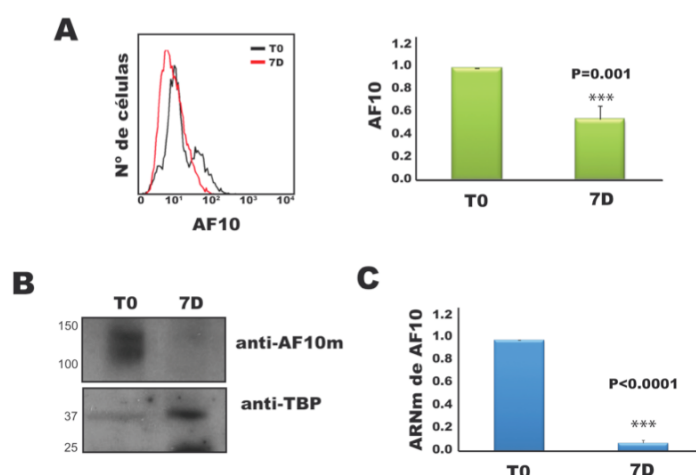 A
Nº de células
T0
7D
0 10¹ 10² 10³ 10⁴
AF10
AF10
1.2
1.0
0.8
0.6
0.4
0.2
0.0
P=0.001
***
T0 7D
B
T0 7D
150
100
anti-AF10m
37
25
anti-TBP
C
ARNm de AF10
1.2
1.0
0.8
0.6
0.4
0.2
0.0
P<0.0001
***
T0 7D